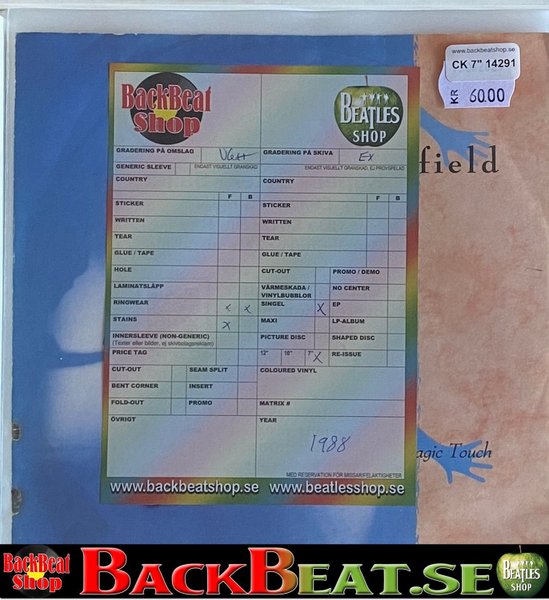 www.backbeatshop.se
CK 7" 14291
KR 60.00
BackBeat
Shop
BEATLES
SHOP
field
GRADERING PÅ OMSLAG
GRADERING PÅ SKIVA Ex
GENERIC SLEEVE
ENDAST VISUELLT GRANSKAD
ENDAST VISUELLT GRANSKAD, EJ PROVSPELAD
COUNTRY
COUNTRY
F B
F B
STICKER
STICKER
WRITTEN
WRITTEN
TEAR
TEAR
GLUE / TAPE
GLUE / TAPE
HOLE
CUT-OUT
PROMO / DEMO
LAMINATSLÄPP
VÄRMESKADA /
VINYLBUBBLOR
NO CENTER
RINGWEAR x x
SINGEL x
EP
STAINS x
MAXI
LP-ALBUM
INNERSLEEVE (NON-GENERIC)
(Texter eller bilder, ej skivbolagsreklam)
PICTURE DISC
SHAPED DISC
PRICE TAG
12" 10" 7" x
RE-ISSUE
CUT-OUT
SEAM SPLIT
COLOURED VINYL
BENT CORNER
INSERT
FOLD-OUT
PROMO
MATRIX #
ÖVRIGT
YEAR
1988
agic Touch
MED RESERVATION FÖR MISSAR/FELAKTIGHETER
www.backbeatshop.se www.beatlesshop.se
BackBeat
Shop
BACKBEAT.SE
BEATLES
SHOP